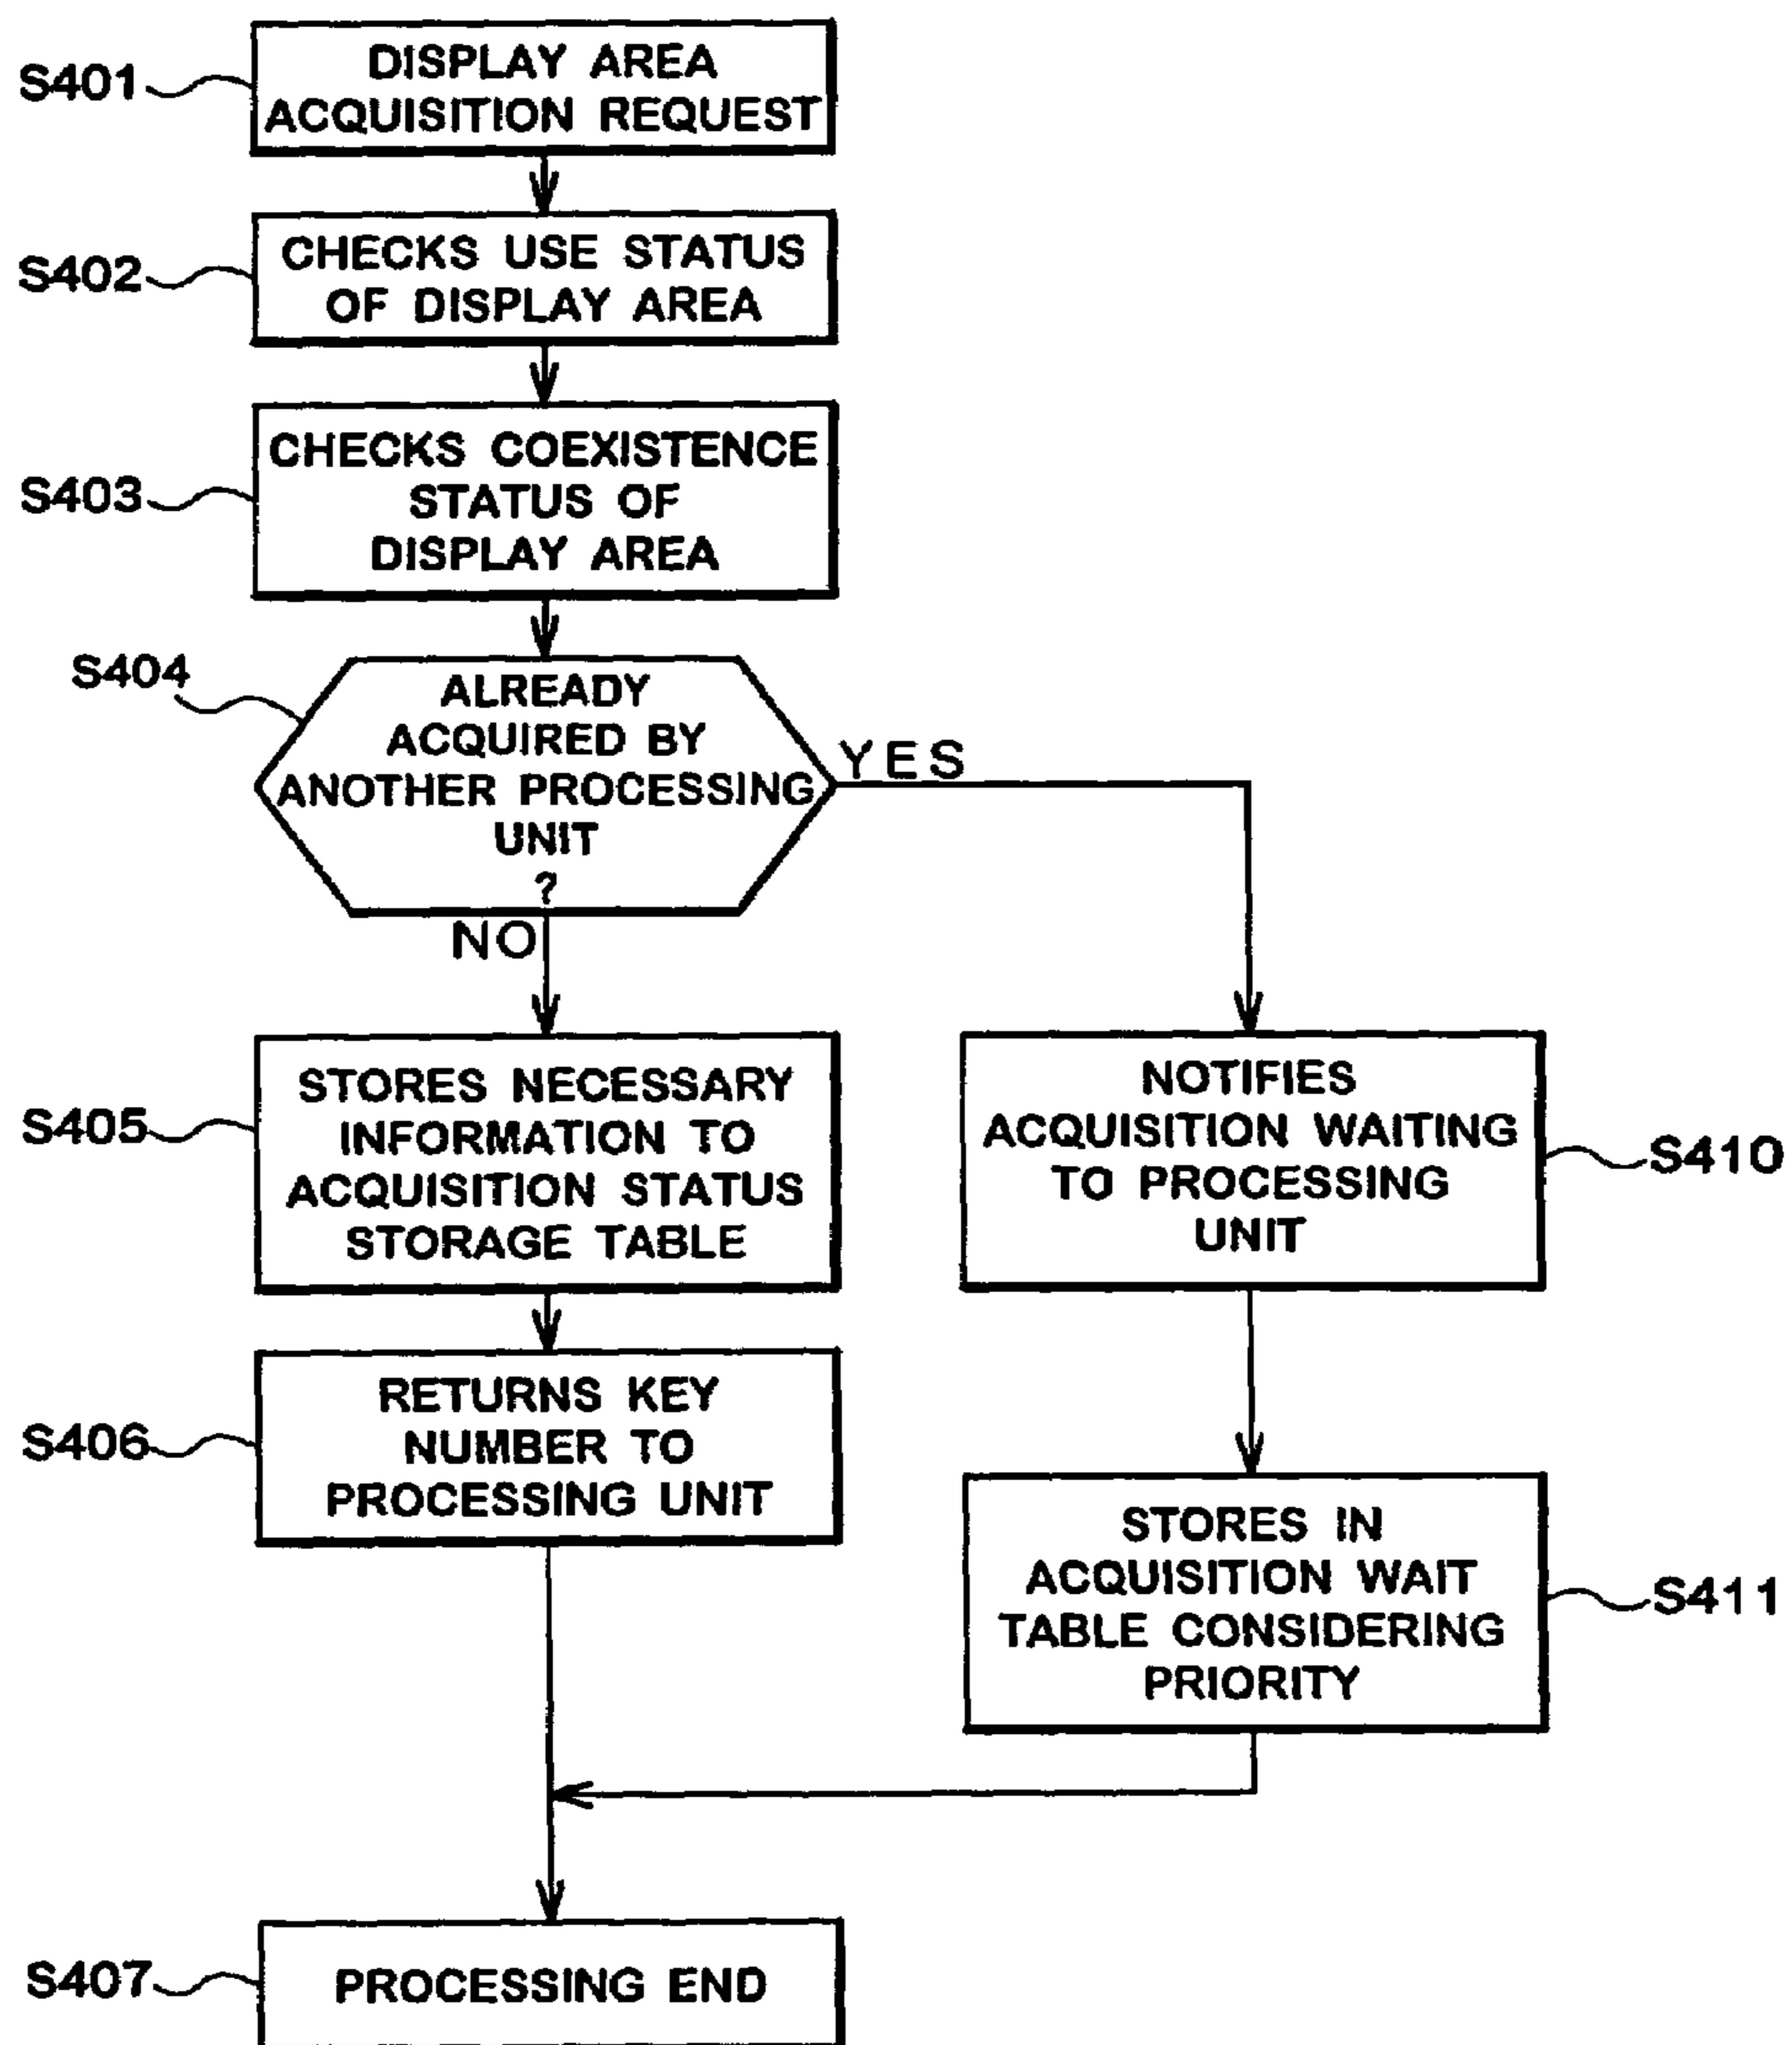 S401
DISPLAY AREA
ACQUISITION REQUEST
S402
CHECKS USE STATUS
OF DISPLAY AREA
S403
CHECKS COEXISTENCE
STATUS OF
DISPLAY AREA
S404
ALREADY
ACQUIRED BY
ANOTHER PROCESSING
UNIT
?
YES
NO
S405
STORES NECESSARY
INFORMATION TO
ACQUISITION STATUS
STORAGE TABLE
S406
RETURNS KEY
NUMBER TO
PROCESSING UNIT
NOTIFIES
ACQUISITION WAITING
TO PROCESSING
UNIT
S410
STORES IN
ACQUISITION WAIT
TABLE CONSIDERING
PRIORITY
S411
S407
PROCESSING END